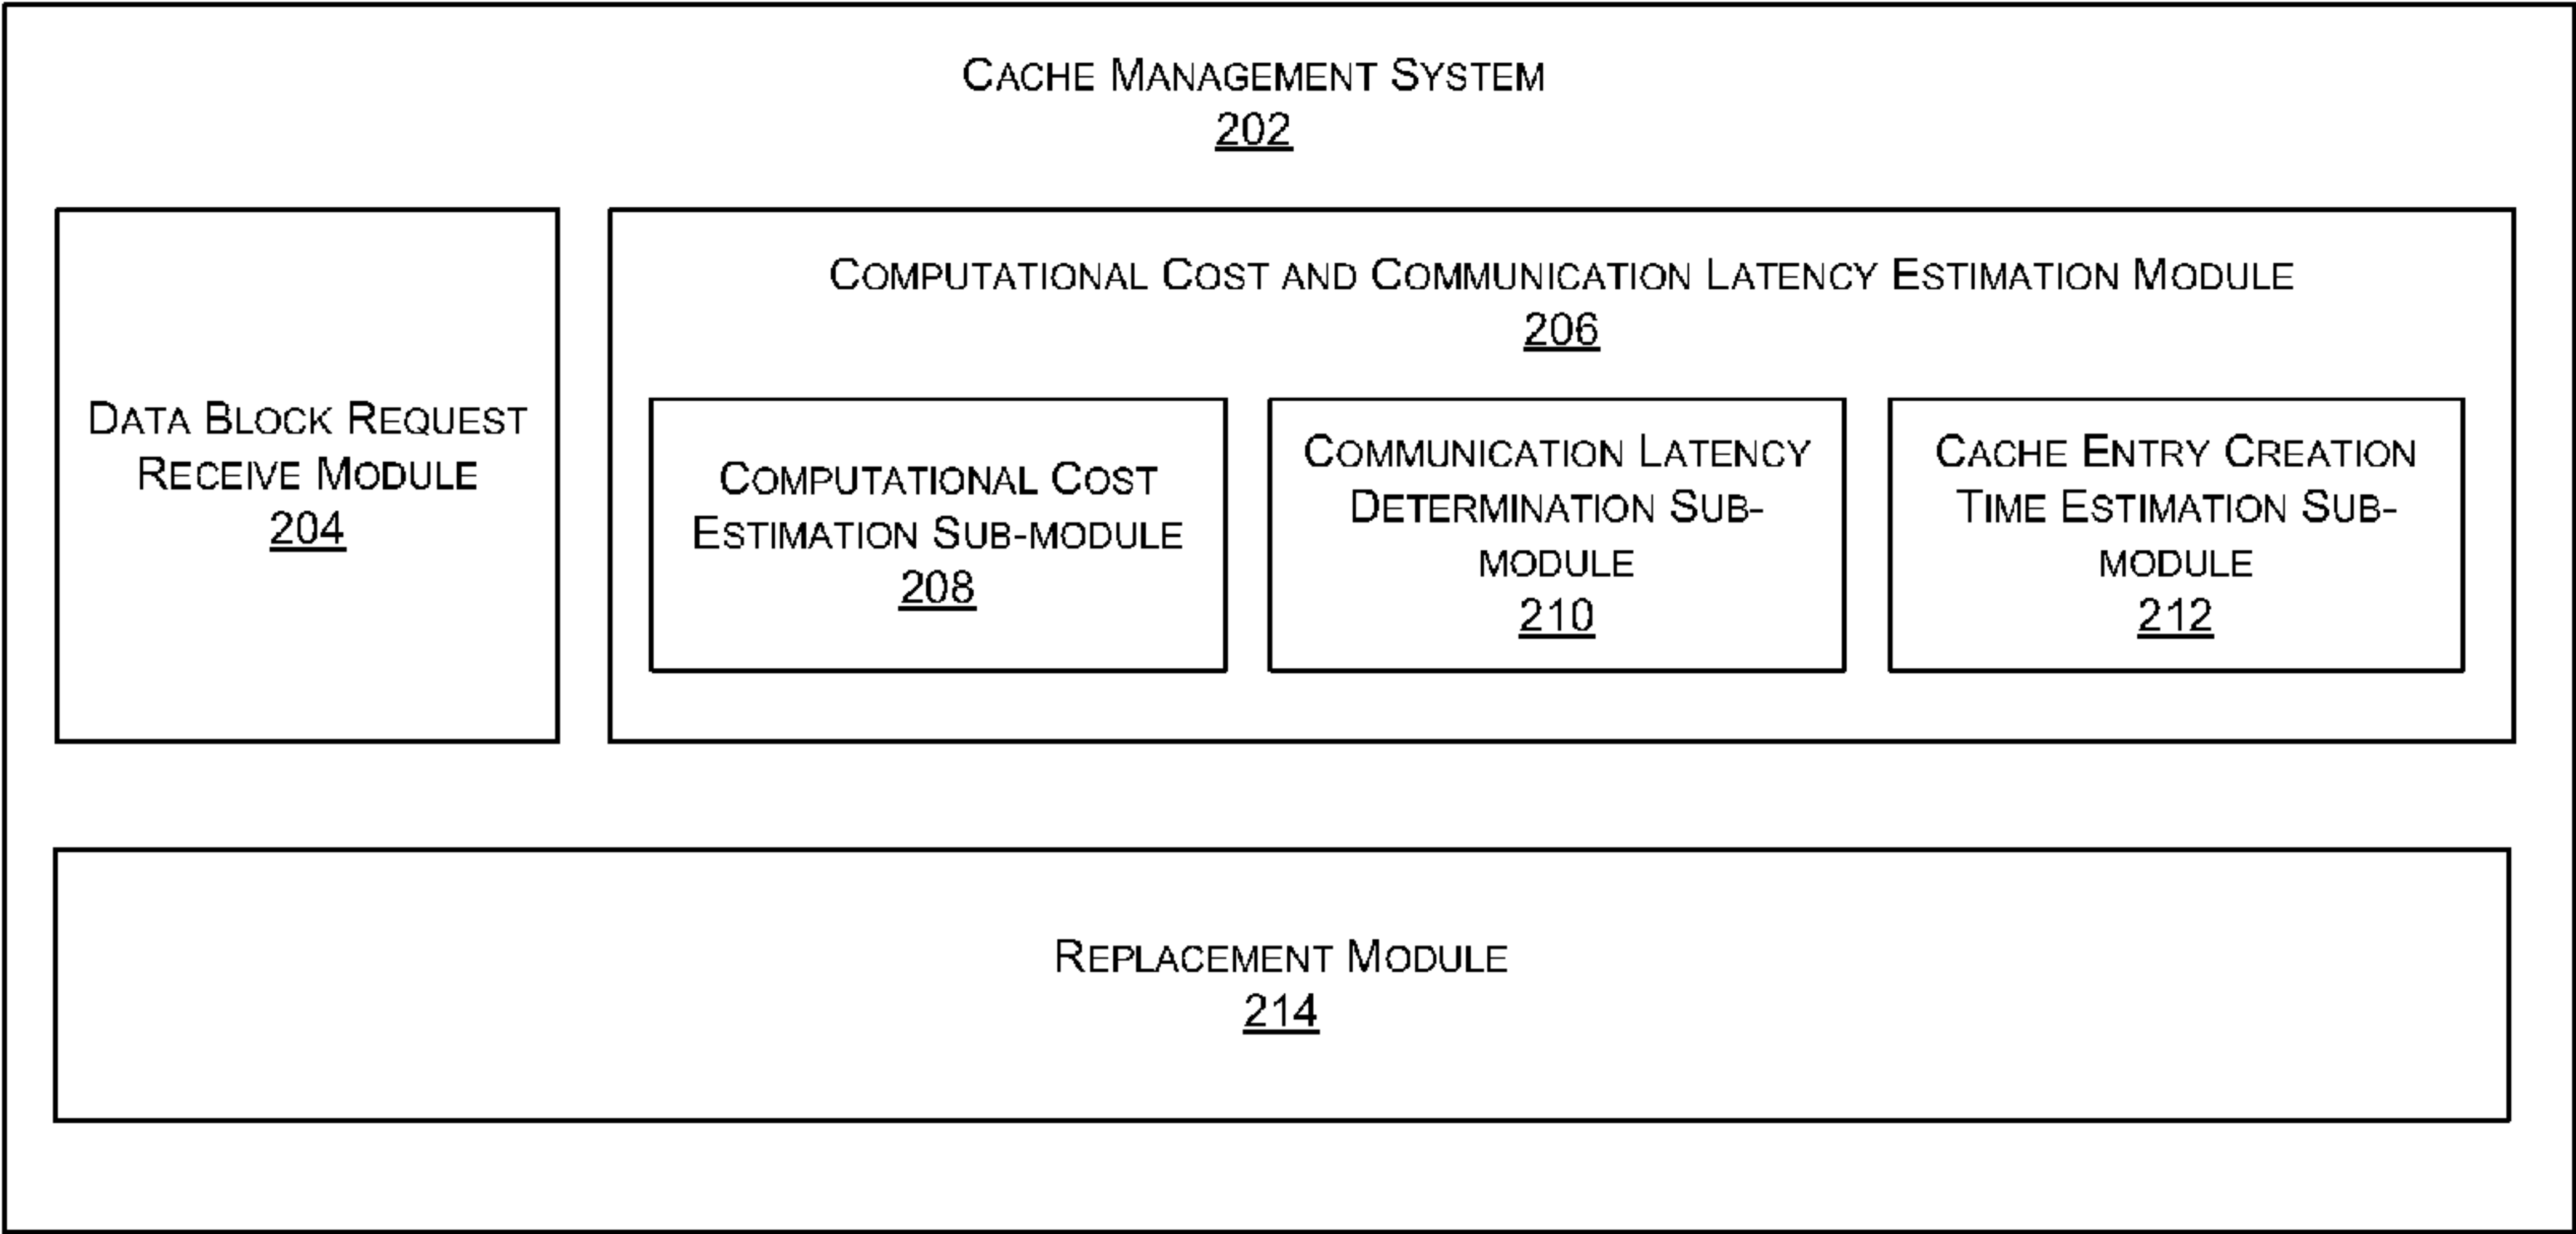 CACHE MANAGEMENT SYSTEM
202
COMPUTATIONAL COST AND COMMUNICATION LATENCY ESTIMATION MODULE
206
DATA BLOCK REQUEST
RECEIVE MODULE
204
COMPUTATIONAL COST
ESTIMATION SUB-MODULE
208
COMMUNICATION LATENCY
DETERMINATION SUB-
MODULE
210
CACHE ENTRY CREATION
TIME ESTIMATION SUB-
MODULE
212
REPLACEMENT MODULE
214